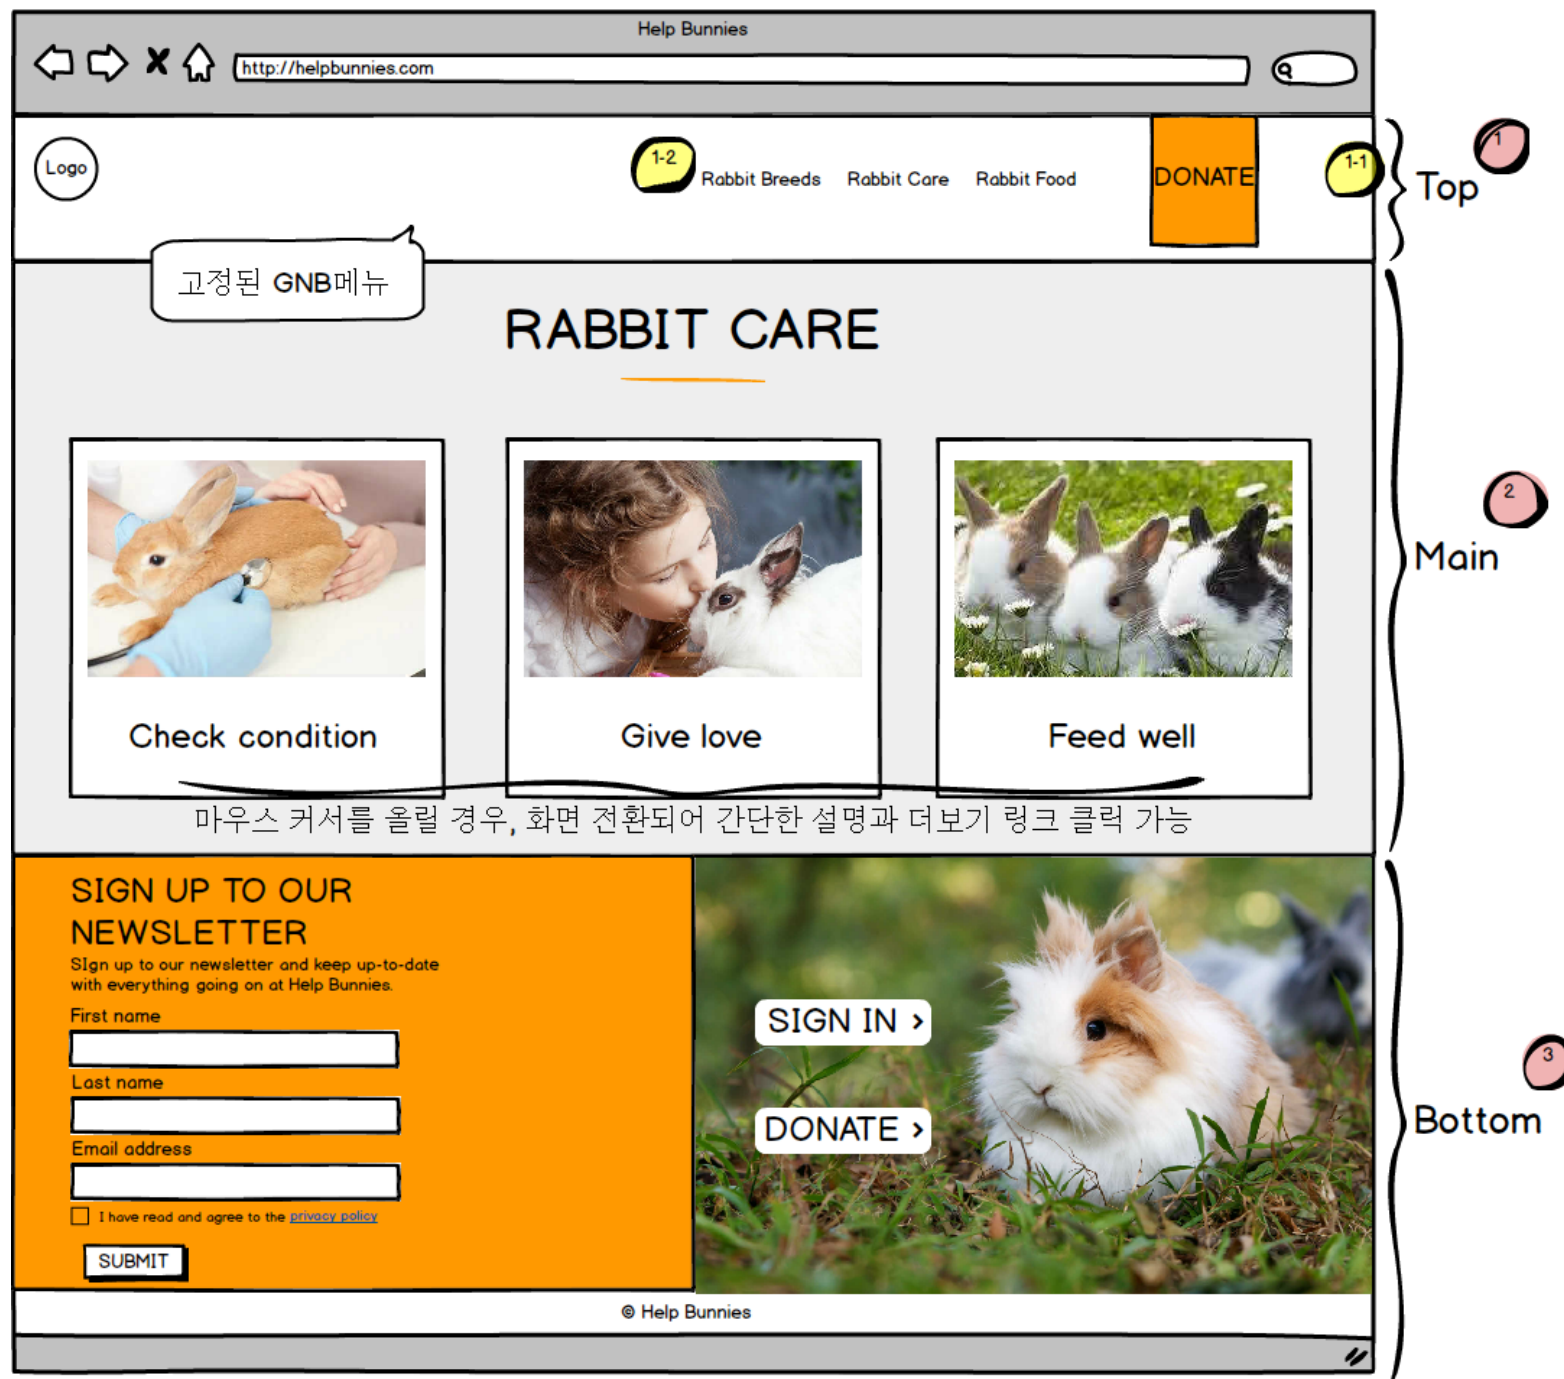 Help Bunnies
http://helpbunnies.com
Logo
1-2
Rabbit Breeds Rabbit Care Rabbit Food
DONATE
1-1
1
Top
고정된 GNB메뉴
RABBIT CARE
2
Main
Check condition
Give love
Feed well
마우스 커서를 올릴 경우, 화면 전환되어 간단한 설명과 더보기 링크 클릭 가능
SIGN UP TO OUR
NEWSLETTER
SIgn up to our newsletter and keep up-to-date
with everything going on at Help Bunnies.
First name
Last name
Email address
I have read and agree to the privacy policy
SUBMIT
SIGN IN >
DONATE >
3
Bottom
© Help Bunnies